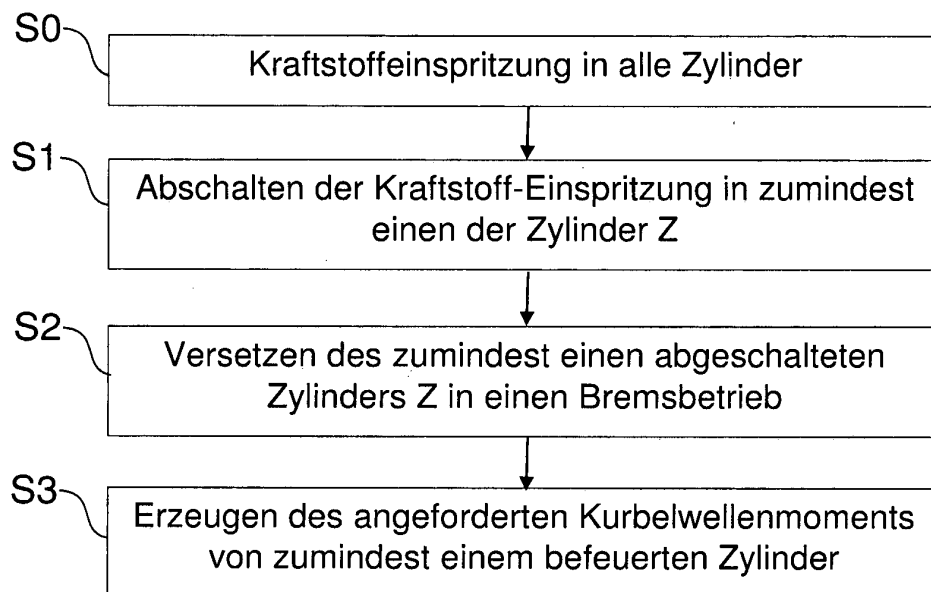 S0
Kraftstoffeinspritzung in alle Zylinder
S1
Abschalten der Kraftstoff-Einspritzung in zumindest
einen der Zylinder Z
S2
Versetzen des zumindest einen abgeschalteten
Zylinders Z in einen Bremsbetrieb
S3
Erzeugen des angeforderten Kurbelwellenmoments
von zumindest einem befeuerten Zylinder